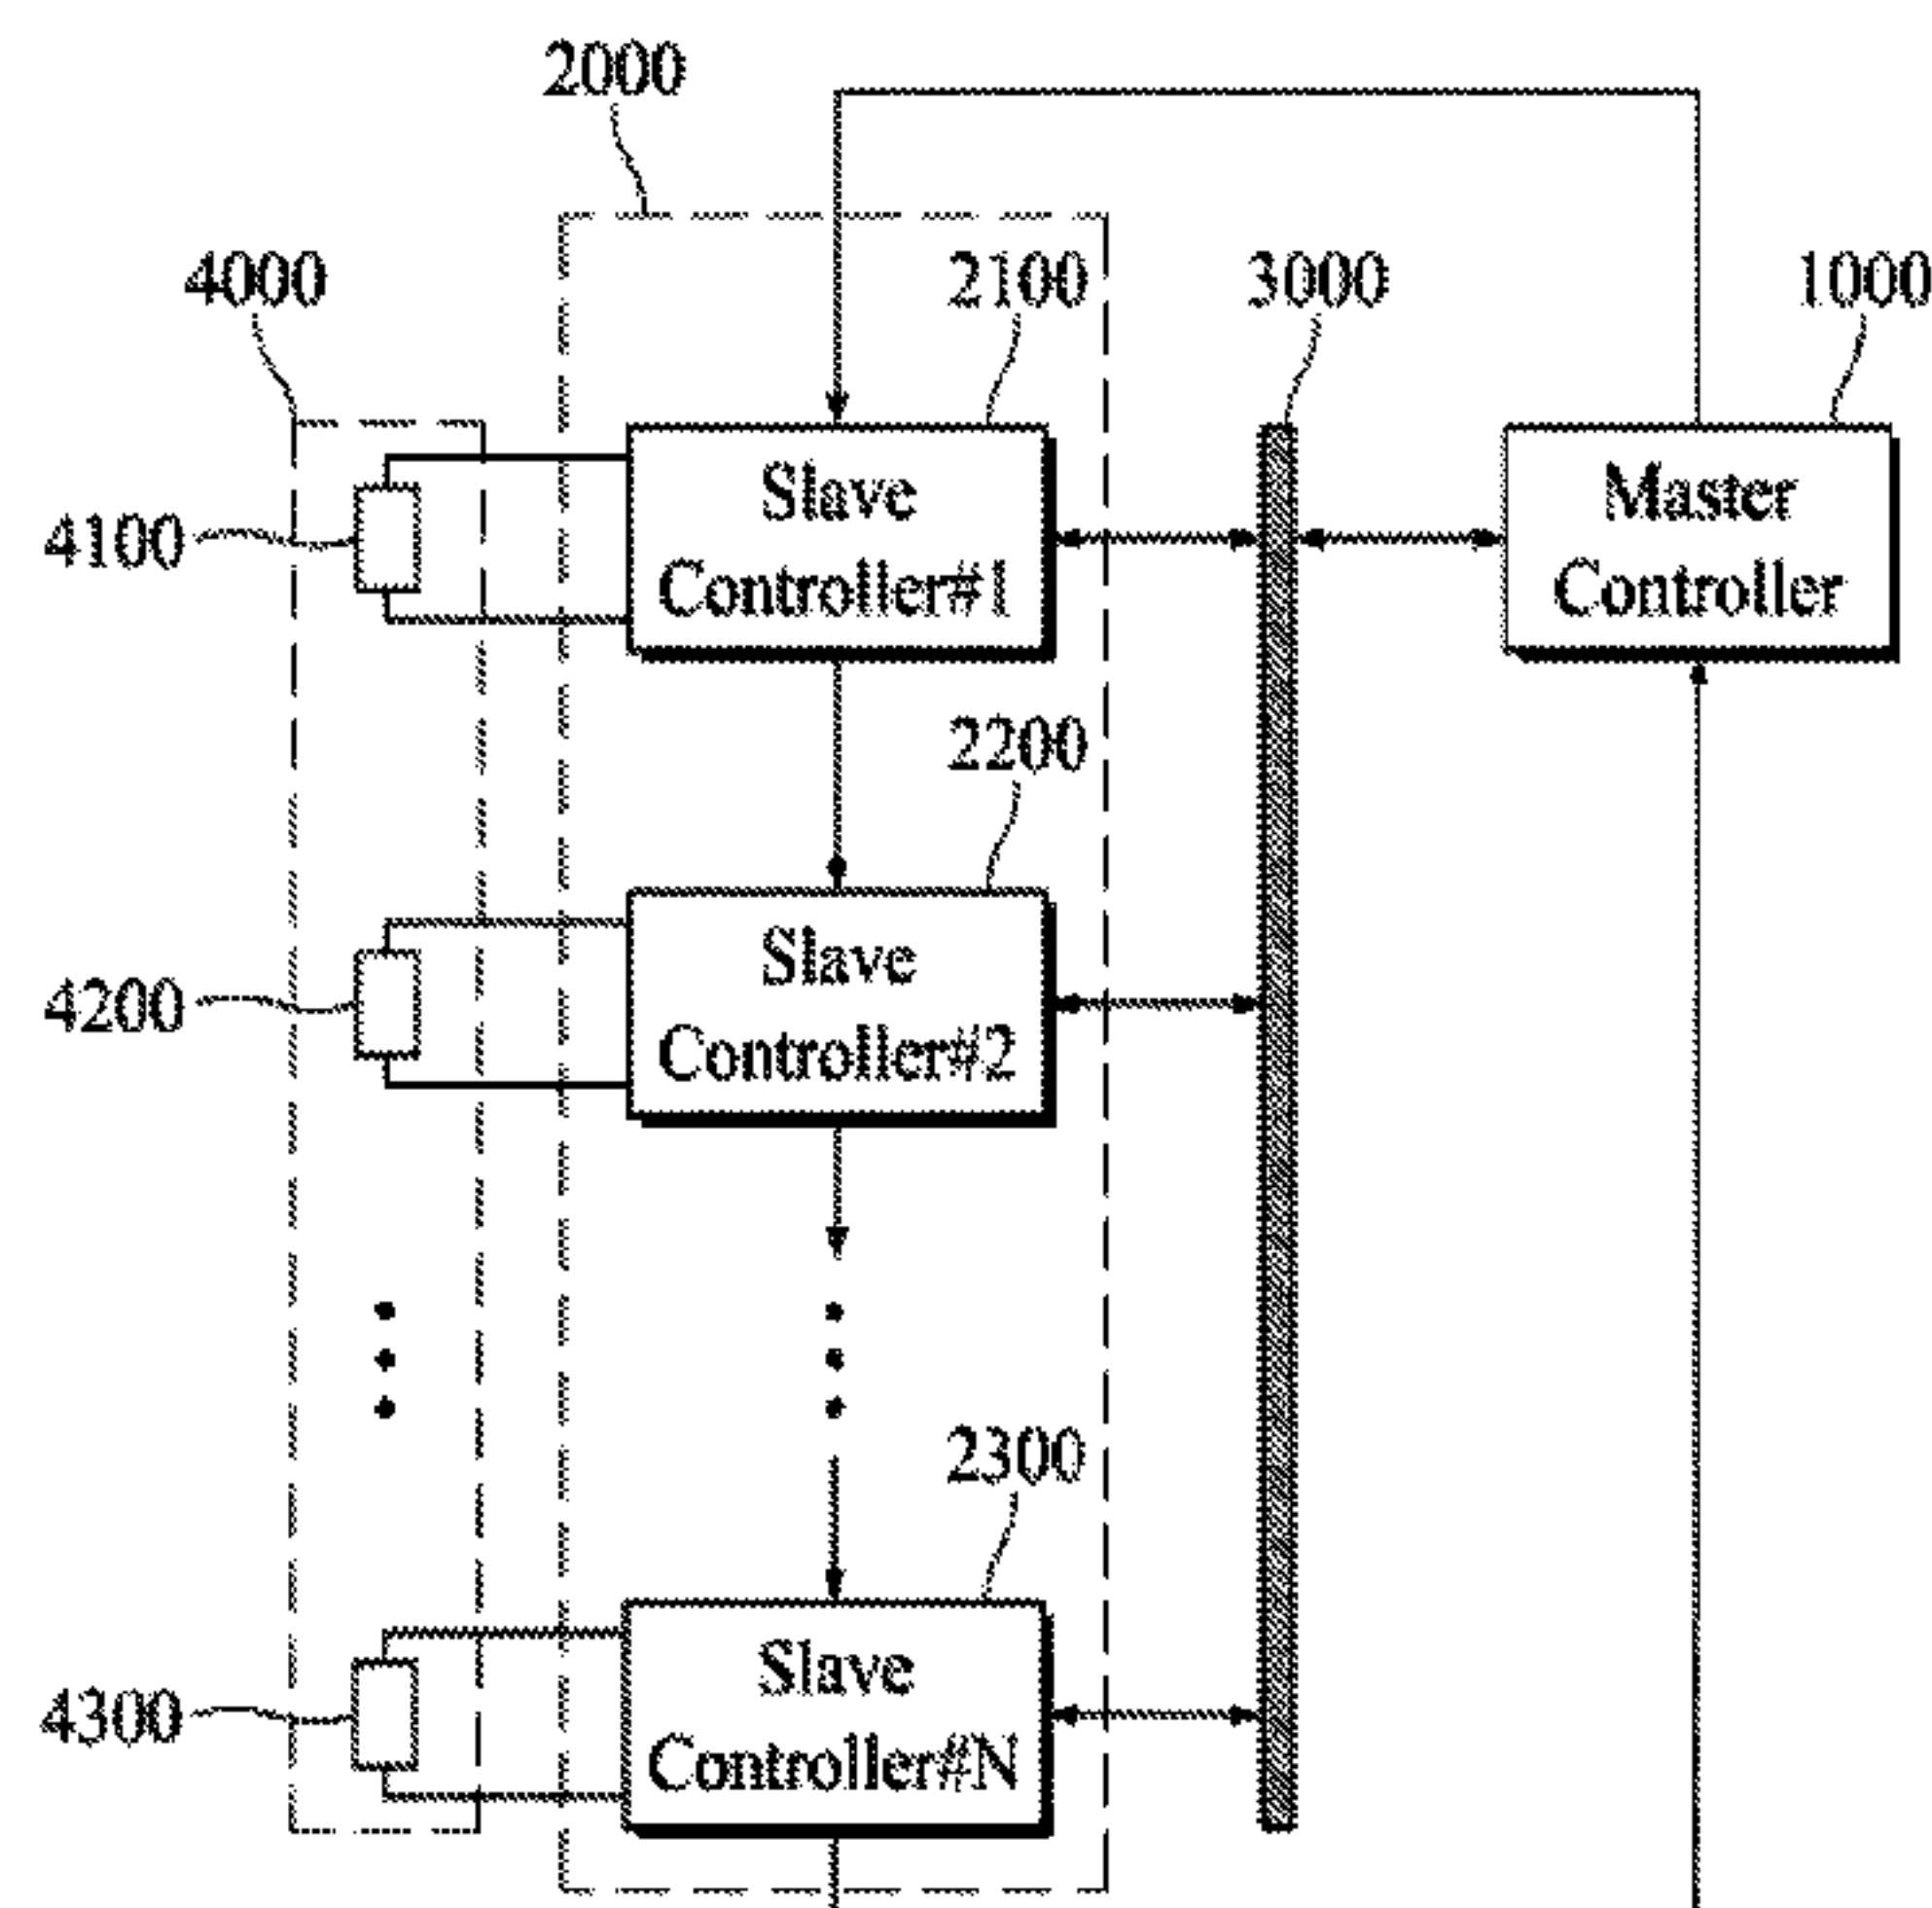 2000
4000
2100
3000
1000
Slave
Controller#1
Master
Controller
4100
2200
Slave
Controller#2
4200
2300
Slave
Controller#N
4300